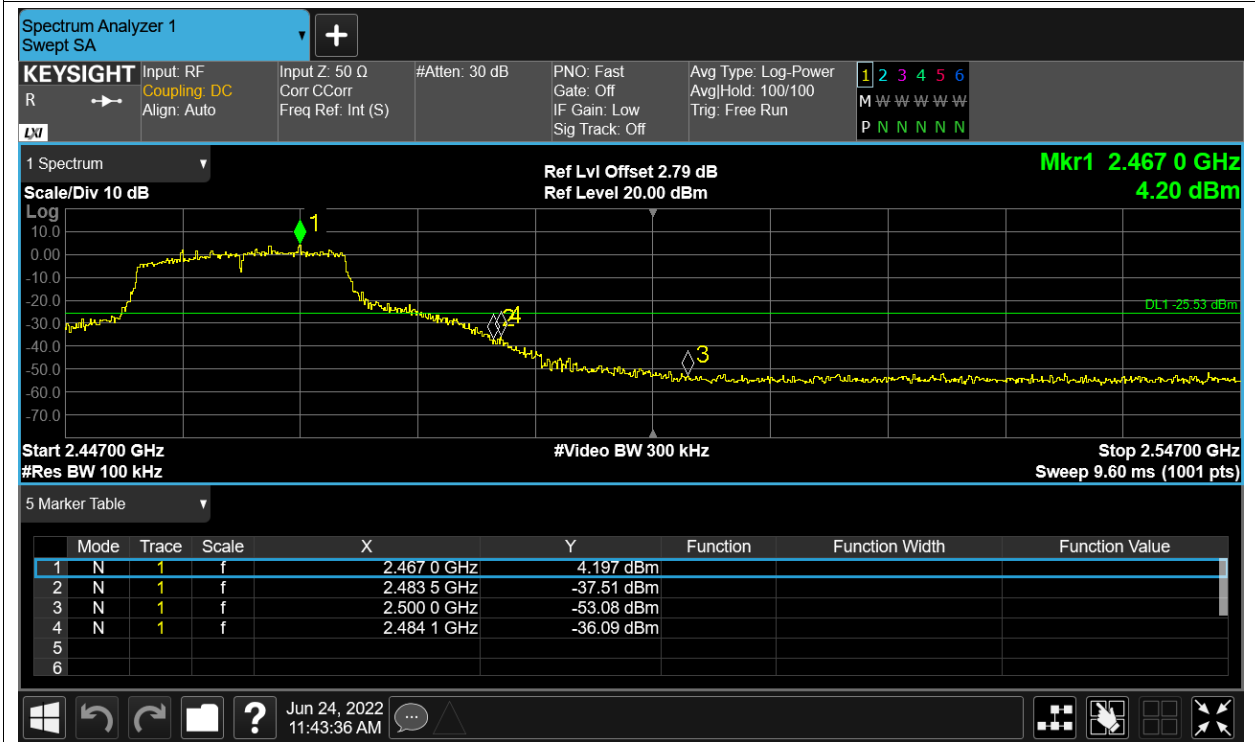 Spectrum Analyzer 1
Swept SA
+
KEYSIGHT Input: RF Input Z: 50 Ω #Atten: 30 dB PNO: Fast Avg Type: Log-Power 1 2 3 4 5 6
R Coupling: DC Corr CCorr Gate: Off Avg|Hold: 100/100 M W W W W W
Align: Auto Freq Ref: Int (S) IF Gain: Low Trig: Free Run
LXI Sig Track: Off P N N N N N
1 Spectrum Ref Lvl Offset 2.79 dB Mkr1 2.467 0 GHz
Scale/Div 10 dB Ref Level 20.00 dBm 4.20 dBm
Log
10.0 1
0.00
-10.0
-20.0 DL1 -25.53 dBm
-30.0 2 4
-40.0
-50.0 3
-60.0
-70.0
Start 2.44700 GHz #Video BW 300 kHz Stop 2.54700 GHz
#Res BW 100 kHz Sweep 9.60 ms (1001 pts)
5 Marker Table
Mode Trace Scale X Y Function Function Width Function Value
1 N 1 f 2.467 0 GHz 4.197 dBm
2 N 1 f 2.483 5 GHz -37.51 dBm
3 N 1 f 2.500 0 GHz -53.08 dBm
4 N 1 f 2.484 1 GHz -36.09 dBm
5
6
? Jun 24, 2022
11:43:36 AM